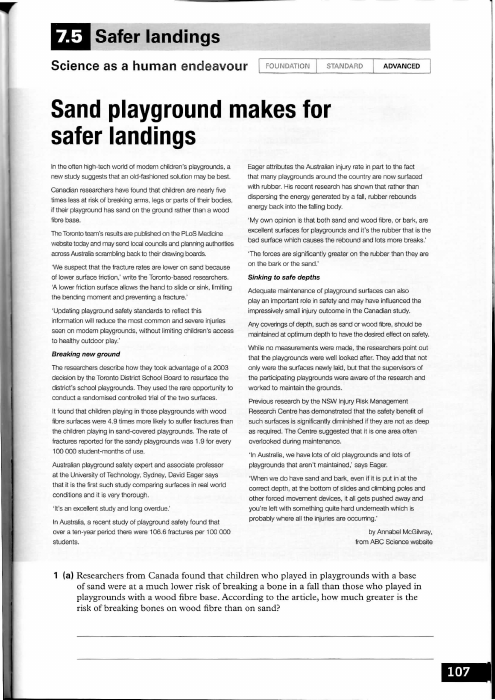 7.5 Safer landings
Science as a human endeavour
FOUNDATION STANDARD ADVANCED
Sand playground makes for
safer landings
In the often high-tech world of modern children's playgrounds, a
new study suggests that an old-fashioned solution may be best.
Canadian researchers have found that children are nearly five
times less at risk of breaking arms, legs or parts of their bodies,
if their playground has sand on the ground rather than a wood
fibre base.
The Toronto team's results are published on the PLoS Medicine
website today and may send local councils and planning authorities
across Australia scrambling back to their drawing boards.
'We suspect that the fracture rates are lower on sand because
of lower surface friction,' write the Toronto-based researchers.
'A lower friction surface allows the hand to slide or sink, limiting
the bending moment and preventing a fracture.'
'Updating playground safety standards to reflect this
information will reduce the most common and severe injuries
seen on modern playgrounds, without limiting children's access
to healthy outdoor play.'
Breaking new ground
The researchers describe how they took advantage of a 2003
decision by the Toronto District School Board to resurface the
district's school playgrounds. They used the rare opportunity to
conduct a randomised controlled trial of the two surfaces.
It found that children playing in those playgrounds with wood
fibre surfaces were 4.9 times more likely to suffer fractures than
the children playing in sand-covered playgrounds. The rate of
fractures reported for the sandy playgrounds was 1.9 for every
100 000 student-months of use.
Australian playground safety expert and associate professor
at the University of Technology, Sydney, David Eager says
that it is the first such study comparing surfaces in real world
conditions and it is very thorough.
'It's an excellent study and long overdue.'
In Australia, a recent study of playground safety found that
over a ten-year period there were 106.6 fractures per 100 000
students.
Eager attributes the Australian injury rate in part to the fact
that many playgrounds around the country are now surfaced
with rubber. His recent research has shown that rather than
dispersing the energy generated by a fall, rubber rebounds
energy back into the falling body.
'My own opinion is that both sand and wood fibre, or bark, are
excellent surfaces for playgrounds and it's the rubber that is the
bad surface which causes the rebound and lots more breaks.'
'The forces are significantly greater on the rubber than they are
on the bark or the sand.'
Sinking to safe depths
Adequate maintenance of playground surfaces can also
play an important role in safety and may have influenced the
impressively small injury outcome in the Canadian study.
Any coverings of depth, such as sand or wood fibre, should be
maintained at optimum depth to have the desired effect on safety.
While no measurements were made, the researchers point out
that the playgrounds were well looked after. They add that not
only were the surfaces newly laid, but that the supervisors of
the participating playgrounds were aware of the research and
worked to maintain the grounds.
Previous research by the NSW Injury Risk Management
Research Centre has demonstrated that the safety benefit of
such surfaces is significantly diminished if they are not as deep
as required. The Centre suggested that it is one area often
overlooked during maintenance.
'In Australia, we have lots of old playgrounds and lots of
playgrounds that aren't maintained,' says Eager.
'When we do have sand and bark, even if it is put in at the
correct depth, at the bottom of slides and climbing poles and
other forced movement devices, it all gets pushed away and
you're left with something quite hard underneath which is
probably where all the injuries are occurring.'
by Annabel McGilvray,
from ABC Science website
1 (a) Researchers from Canada found that children who played in playgrounds with a base
of sand were at a much lower risk of breaking a bone in a fall than those who played in
playgrounds with a wood fibre base. According to the article, how much greater is the
risk of breaking bones on wood fibre than on sand?
107